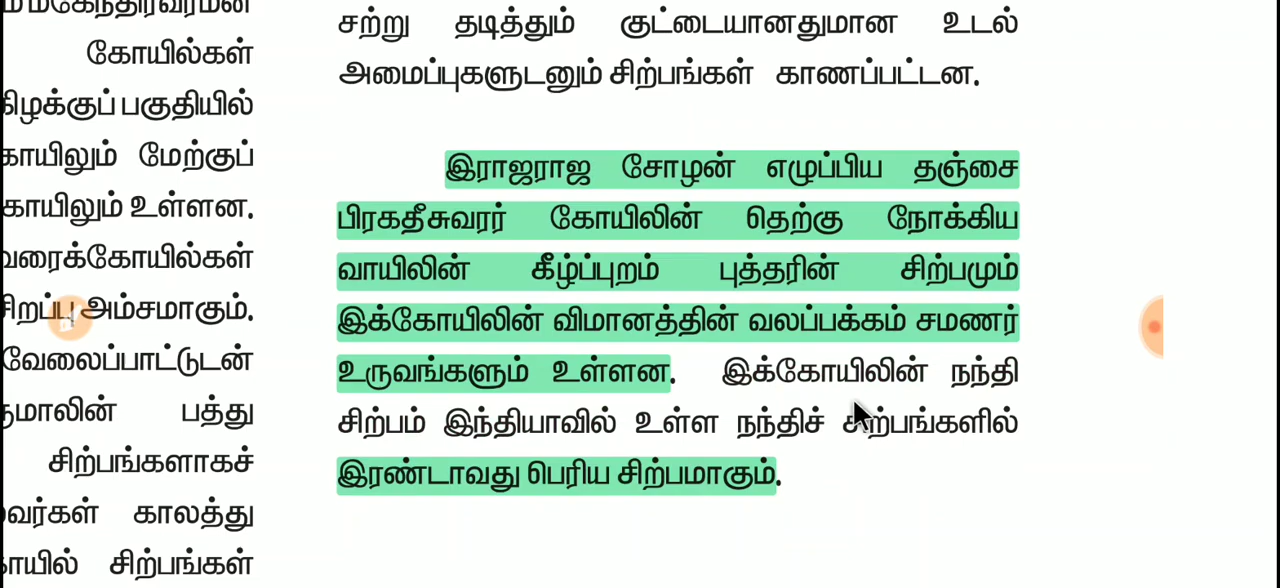 கோயில்கள்
கிழக்குப் பகுதியில்
மேற்குப்
உள்ளன.
சிறப்பு அம்சமாகும்.
வேலைப்பாட்டுடன்
பத்து
சிற்பங்களாகச்
காலத்து
சிற்பங்கள்
சற்று தடித்தும் குட்டையானதுமான உடல்
அமைப்புகளுடனும் சிற்பங்கள் காணப்பட்டன.
இராஜராஜ சோழன் எழுப்பிய தஞ்சை
பிரகதீசுவரர் கோயிலின் தெற்கு நோக்கிய
வாயிலின் கீழ்ப்புறம் புத்தரின் சிற்பமும்
இக்கோயிலின் விமானத்தின் வலப்பக்கம் சமணர்
உருவங்களும் உள்ளன. இக்கோயிலின் நந்தி
சிற்பம் இந்தியாவில் உள்ள நந்திச் சிற்பங்களில்
இரண்டாவது பெரிய சிற்பமாகும்.